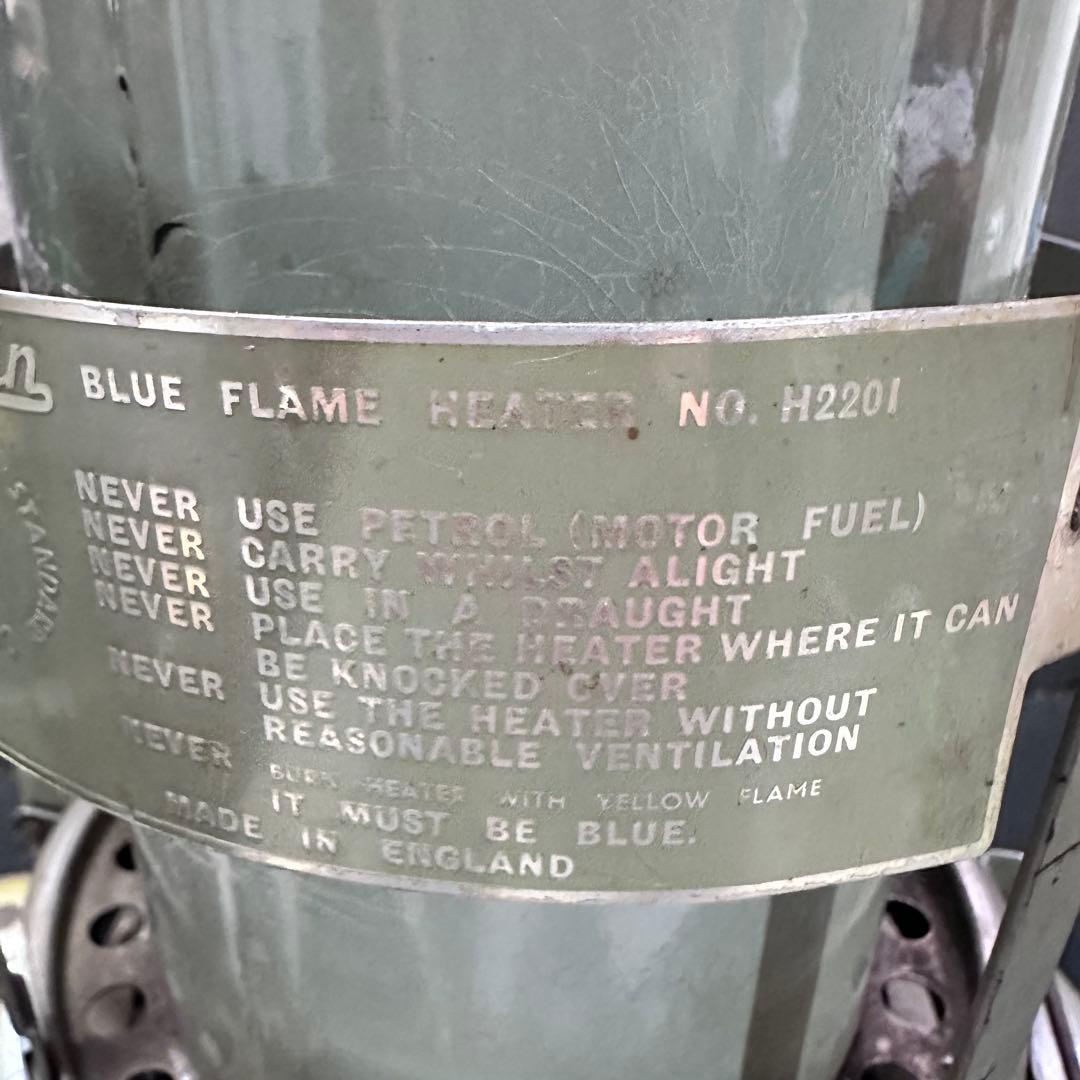 BLUE FLAME HEATER NO. H2201
NEVER USE PETROL (MOTOR FUEL)
NEVER CARRY WHILST ALIGHT
NEVER USE IN A DRAUGHT
NEVER PLACE THE HEATER WHERE IT CAN
BE KNOCKED OVER
NEVER USE THE HEATER WITHOUT
REASONABLE VENTILATION
NEVER BURN HEATER WITH YELLOW FLAME
IT MUST BE BLUE.
MADE IN ENGLAND